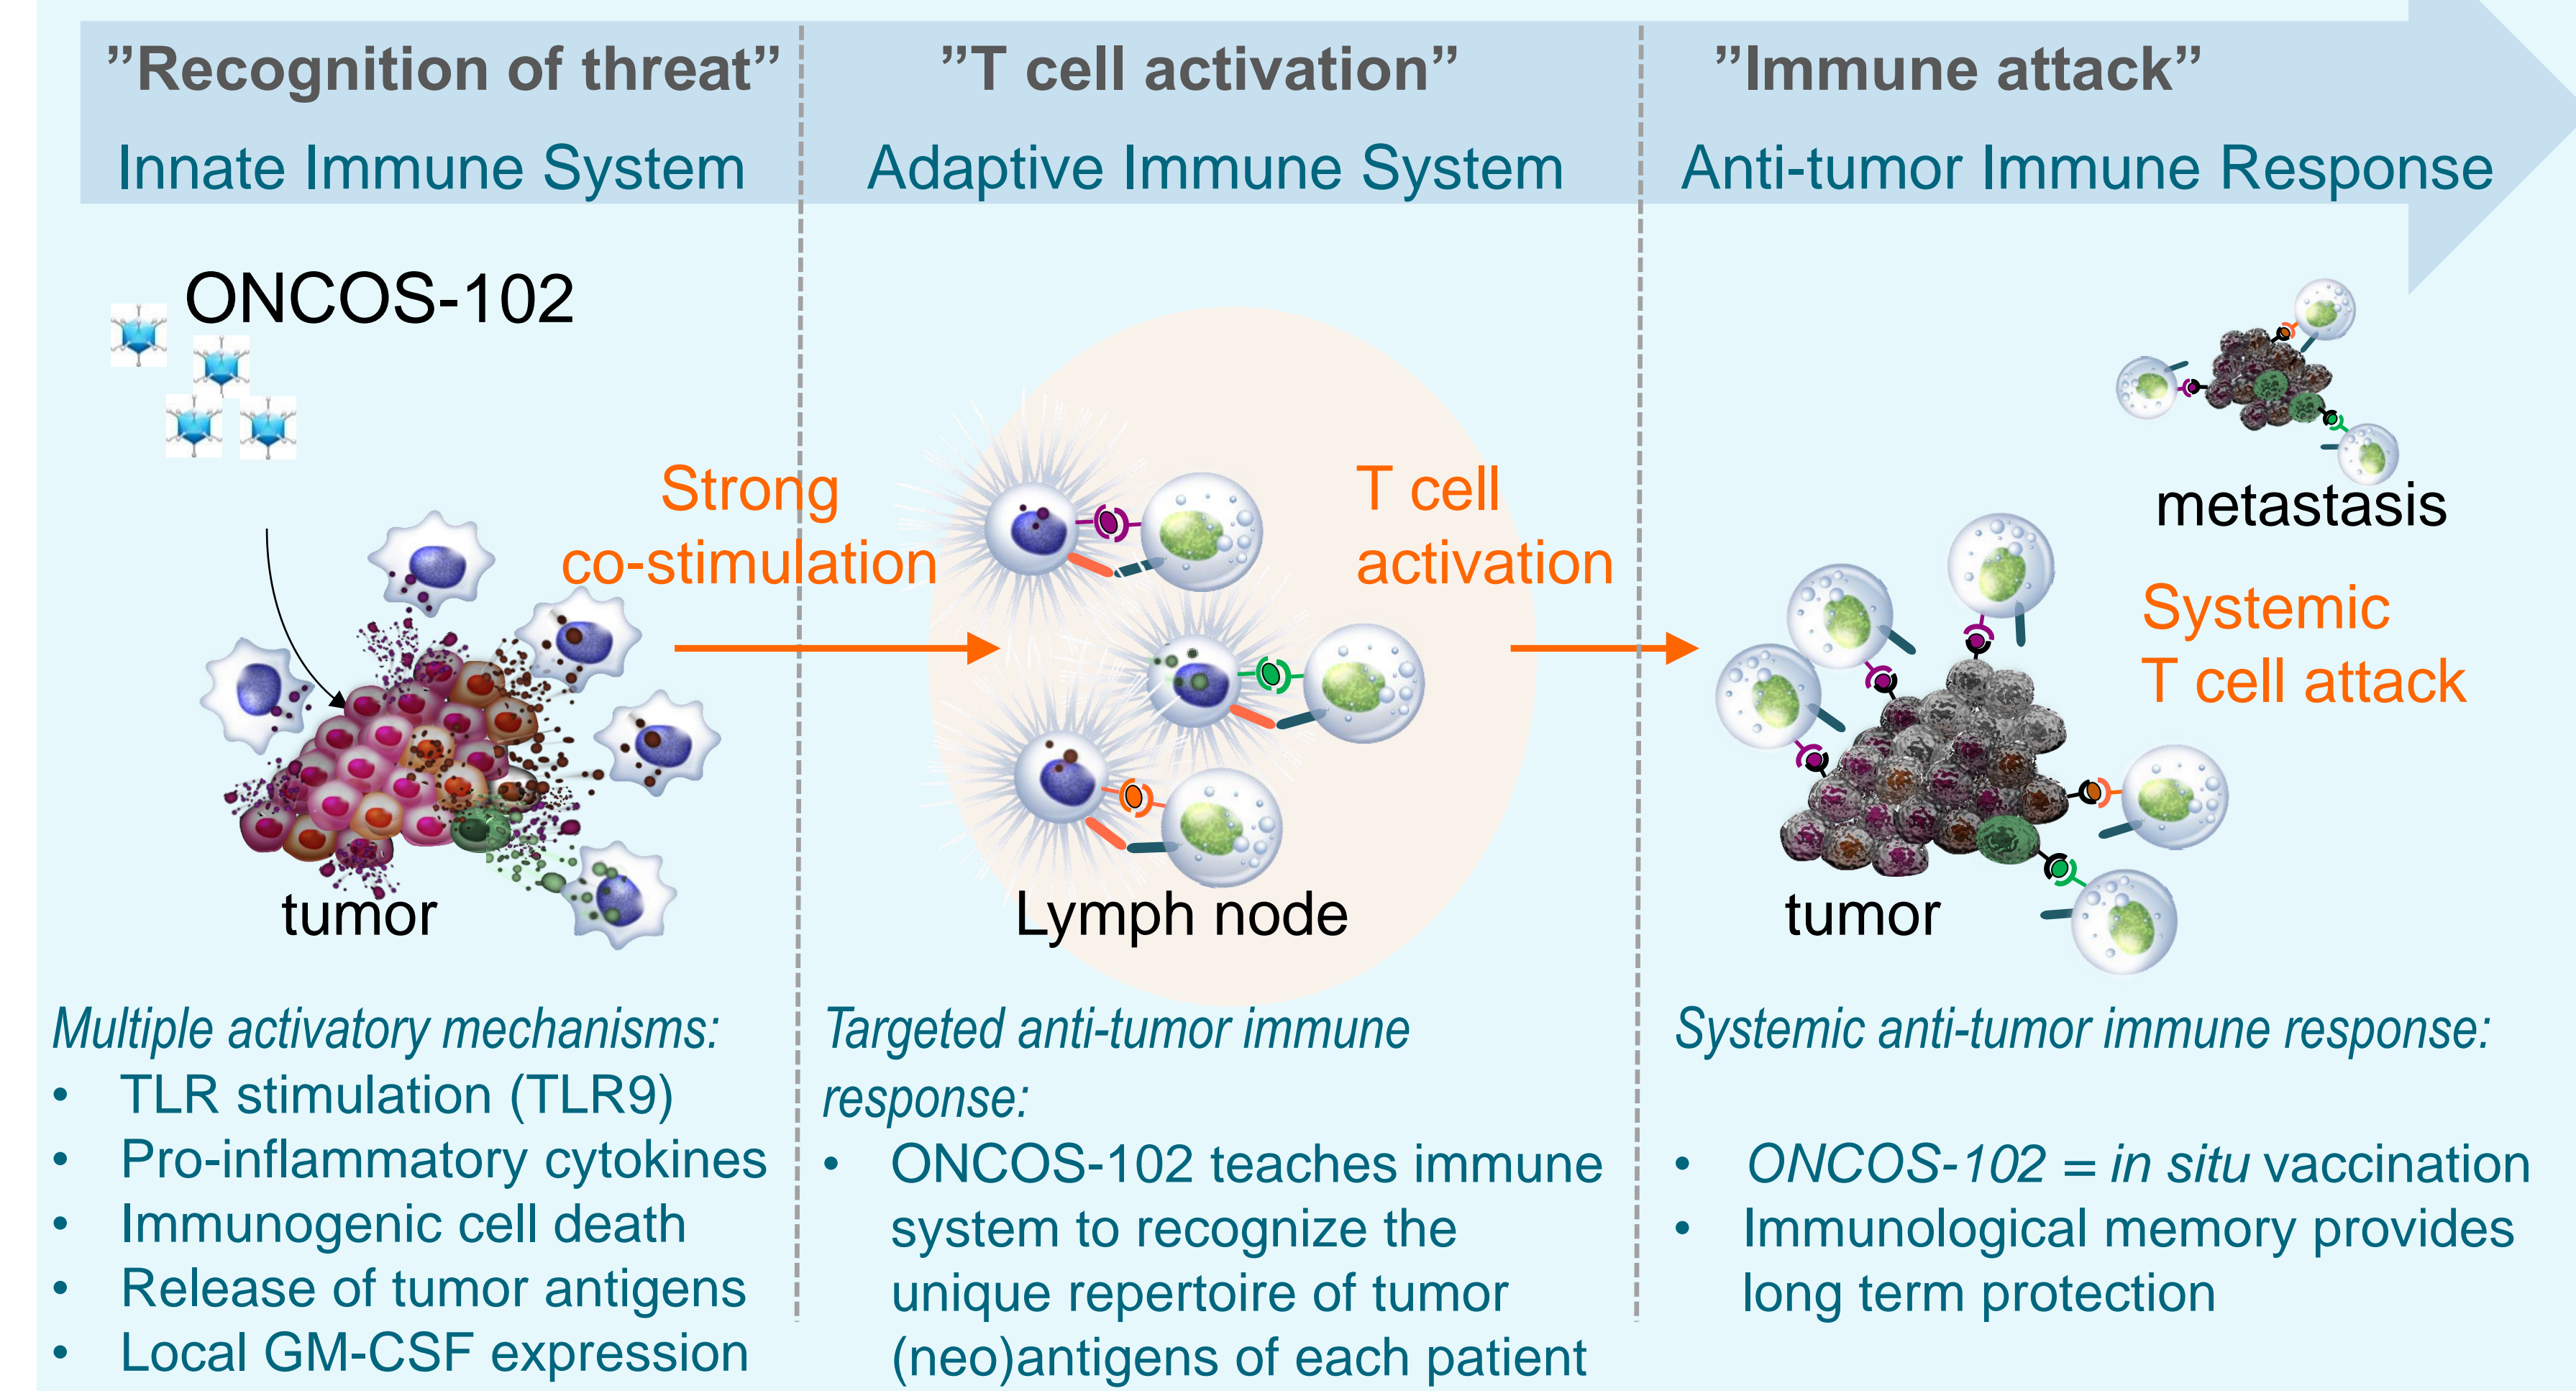 ”Recognition of threat”
Innate Immune System
”T cell activation”
Adaptive Immune System
”Immune attack”
Anti-tumor Immune Response
ONCOS-102
tumor
Strong
co-stimulation
T cell
activation
Lymph node
metastasis
Systemic
T cell attack
tumor
Multiple activatory mechanisms:
• TLR stimulation (TLR9)
• Pro-inflammatory cytokines
• Immunogenic cell death
• Release of tumor antigens
• Local GM-CSF expression
Targeted anti-tumor immune
response:
• ONCOS-102 teaches immune
system to recognize the
unique repertoire of tumor
(neo)antigens of each patient
Systemic anti-tumor immune response:
• ONCOS-102 = in situ vaccination
• Immunological memory provides
long term protection